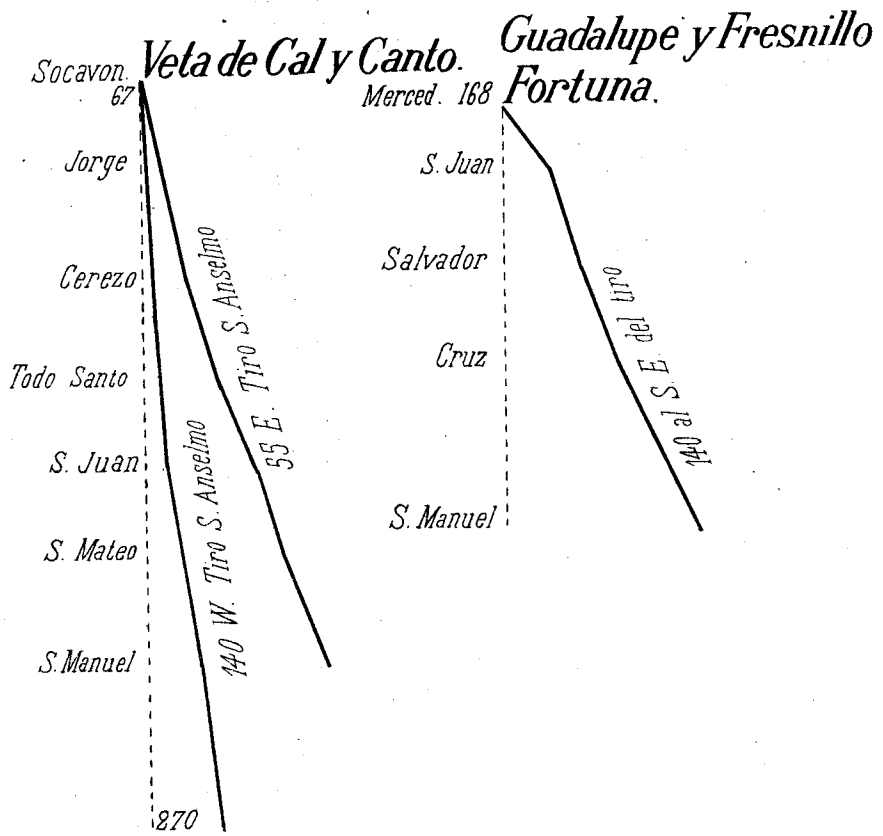 Veta de Cal y Canto.
Socavon.
67
Jorge
Cerezo
Todo Santo
S. Juan
S. Mateo
S. Manuel
270
55 E. Tiro S. Anselmo
140 W. Tiro S. Anselmo
Guadalupe y Fresnillo
Fortuna.
Merced. 168
S. Juan
Salvador
Cruz
S. Manuel
140 al S. E. del tiro